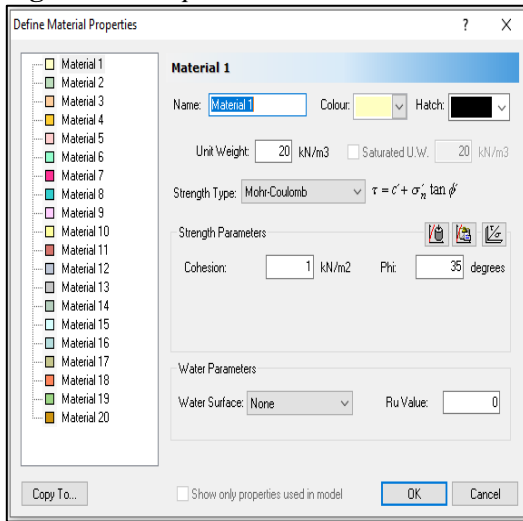 Define Material Properties ? X
Material 1
Material 2
Material 3
Material 4
Material 5
Material 6
Material 7
Material 8
Material 9
Material 10
Material 11
Material 12
Material 13
Material 14
Material 15
Material 16
Material 17
Material 18
Material 19
Material 20
Material 1
Name: Material 1 Colour: Hatch:
Unit Weight: 20 kN/m3 Saturated U.W. 20 kN/m3
Strength Type: Mohr-Coulomb τ = c′ + σ′n tan ϕ′
Strength Parameters
Cohesion: 1 kN/m2 Phi: 35 degrees
Water Parameters
Water Surface: None Ru Value: 0
Copy To... Show only properties used in model OK Cancel